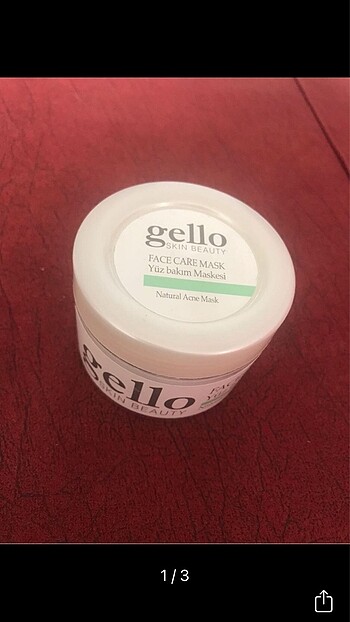 gello
SKIN BEAUTY
FACE CARE MASK
Yüz bakım Maskesi
Natural Acne Mask
gello
SKIN BEAUTY
1/3